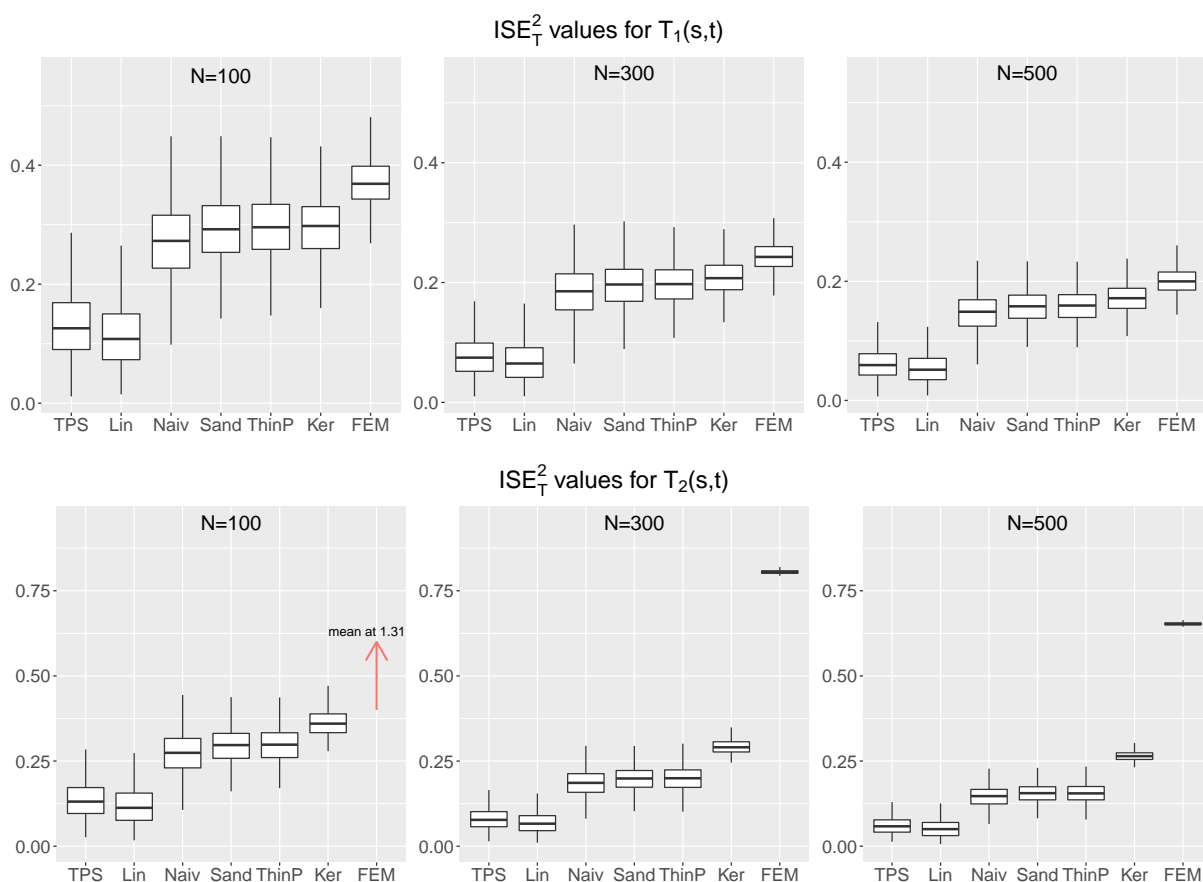 ISE²_T values for T₁(s,t)
N=100 N=300 N=500
0.4 0.4 0.4
0.2 0.2 0.2
0.0 0.0 0.0
TPS Lin Naiv Sand ThinP Ker FEM TPS Lin Naiv Sand ThinP Ker FEM TPS Lin Naiv Sand ThinP Ker FEM
ISE²_T values for T₂(s,t)
N=100 N=300 N=500
0.75 0.75 0.75
mean at 1.31
0.50 0.50 0.50
0.25 0.25 0.25
0.00 0.00 0.00
TPS Lin Naiv Sand ThinP Ker FEM TPS Lin Naiv Sand ThinP Ker FEM TPS Lin Naiv Sand ThinP Ker FEM